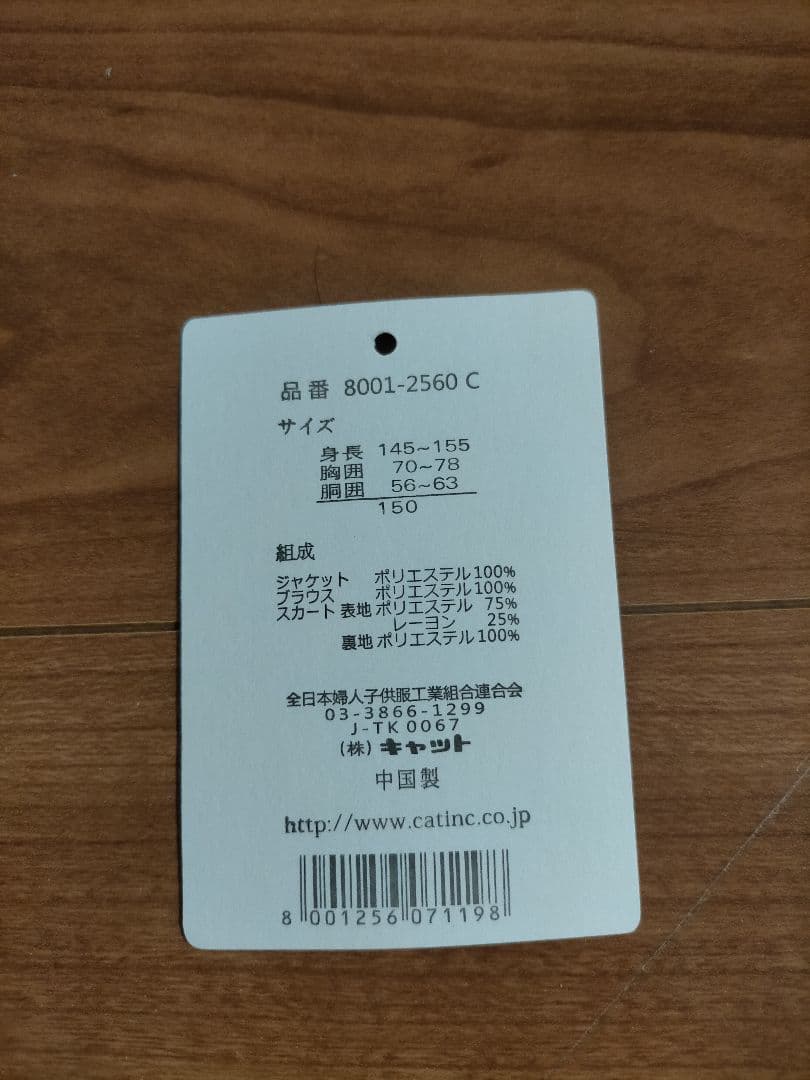 品番 8001-2560 C
サイズ
身長 145~155
胸囲 70~78
胴囲 56~63
150
組成
ジャケット ポリエステル100%
ブラウス ポリエステル100%
スカート 表地 ポリエステル 75%
レーヨン 25%
裏地 ポリエステル100%
全日本婦人子供服工業組合連合会
03-3866-1299
J-TK0067
(株) キャット
中国製
http://www.catinc.co.jp
8 001256 071198